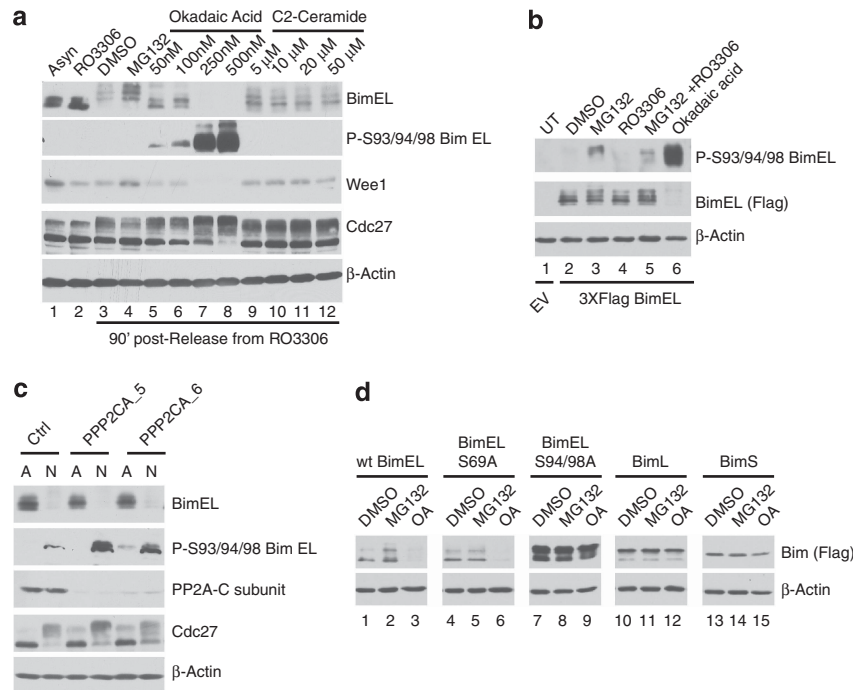 a
Okadaic Acid
C2-Ceramide
Asyn
RO3306
DMSO
MG132
50nM
100nM
250nM
500nM
5 μM
10 μM
20 μM
50 μM
BimEL
P-S93/94/98 Bim EL
Wee1
Cdc27
β-Actin
1 2 3 4 5 6 7 8 9 10 11 12
90' post-Release from RO3306
b
UT
DMSO
MG132
RO3306
MG132 +RO3306
Okadaic acid
P-S93/94/98 BimEL
BimEL (Flag)
β-Actin
1 2 3 4 5 6
EV
3XFlag BimEL
c
Ctrl
PPP2CA_5
PPP2CA_6
A N A N A N
BimEL
P-S93/94/98 Bim EL
PP2A-C subunit
Cdc27
β-Actin
d
wt BimEL
BimEL
S69A
BimEL
S94/98A
BimL
BimS
DMSO
MG132
OA
DMSO
MG132
OA
DMSO
MG132
OA
DMSO
MG132
OA
DMSO
MG132
OA
Bim (Flag)
β-Actin
1 2 3 4 5 6 7 8 9 10 11 12 13 14 15